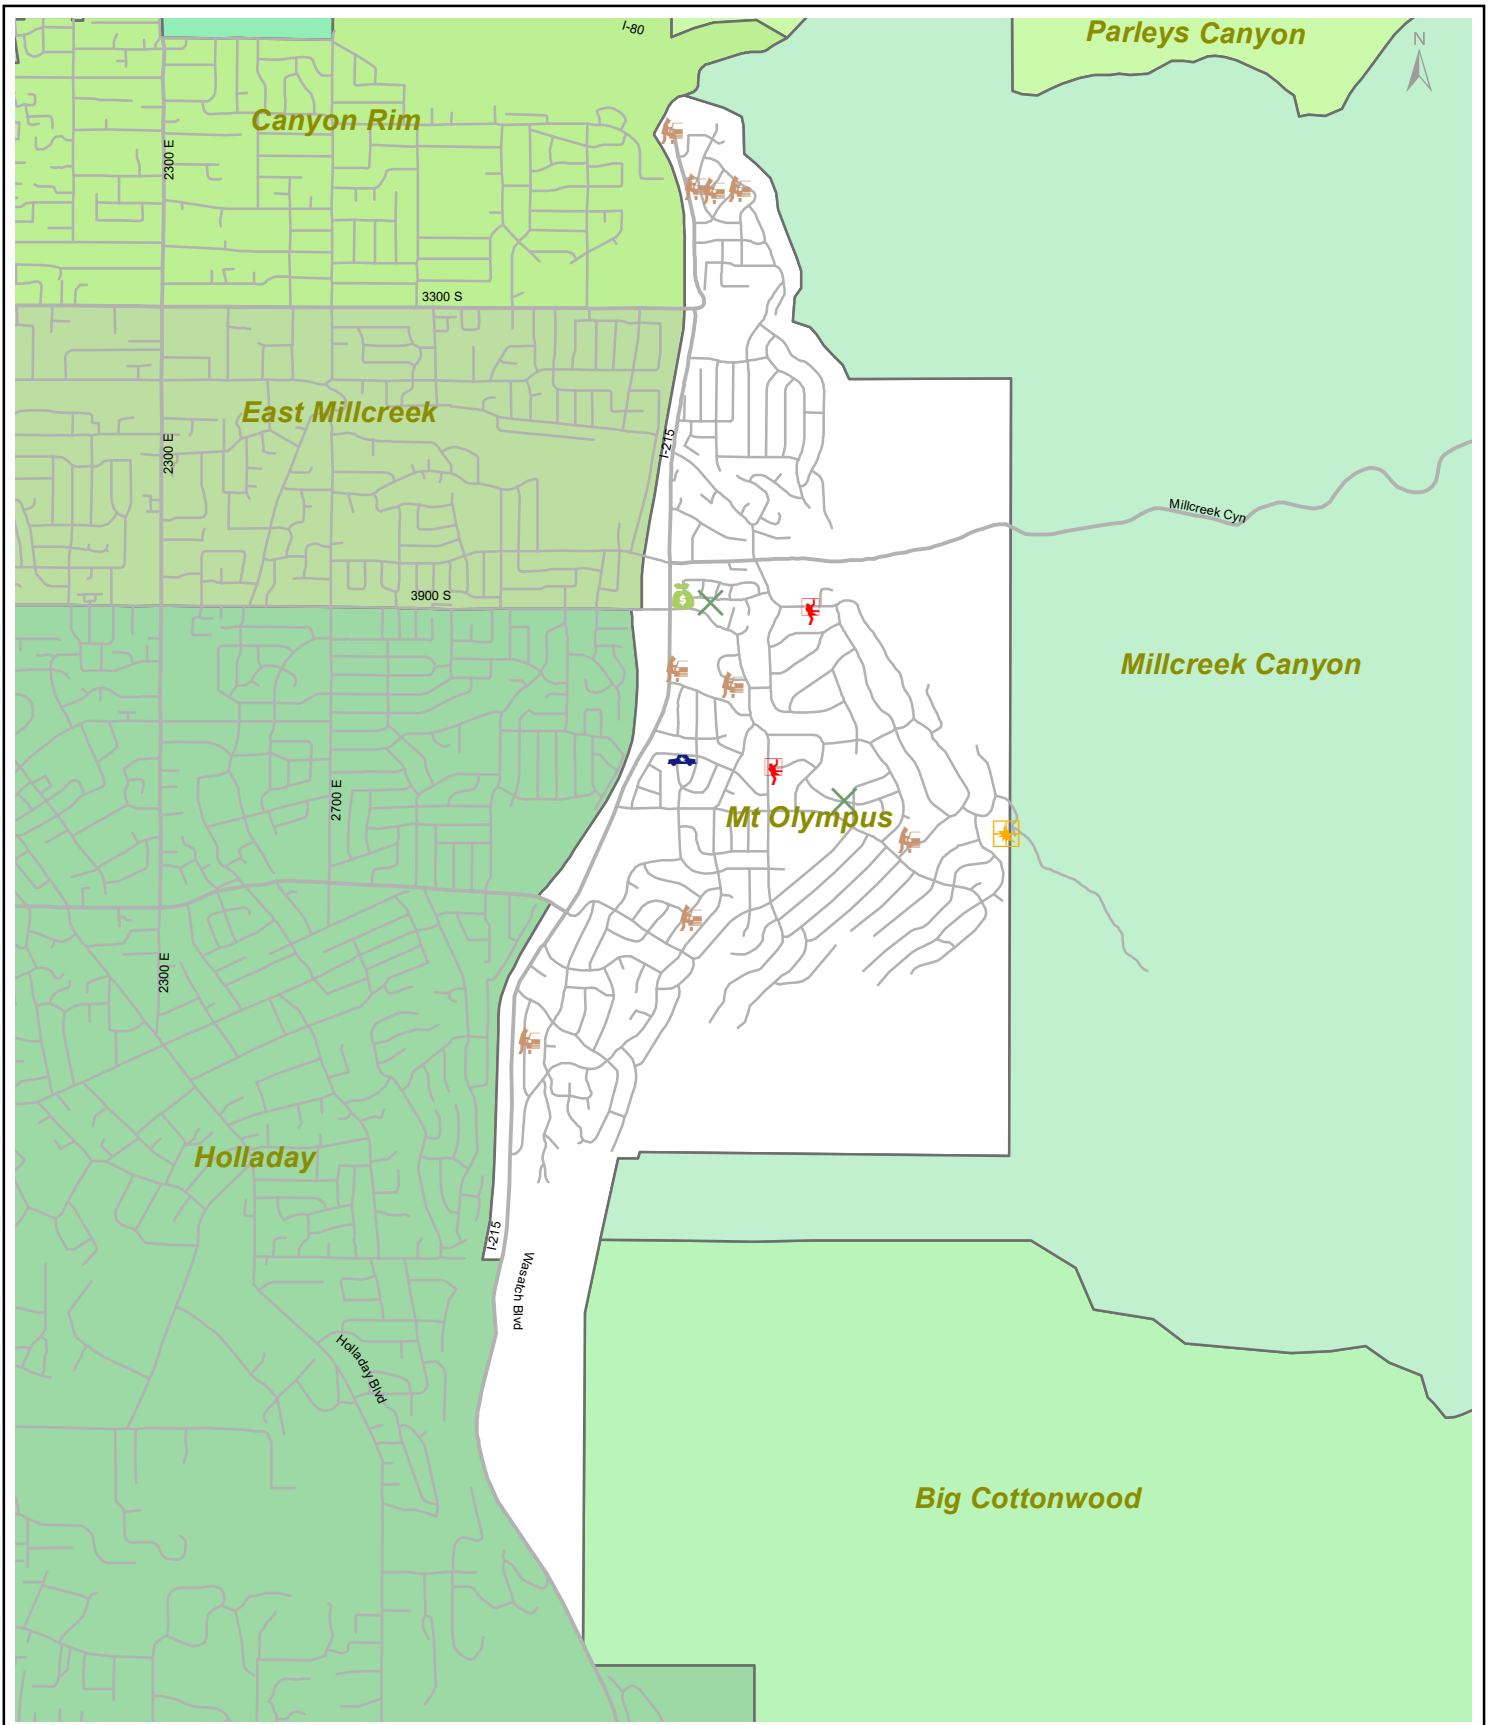 I-80
Parleys Canyon
N
Canyon Rim
2300 E
3300 S
East Millcreek
2300 E
I-215
Millcreek Cyn
3900 S
$
Millcreek Canyon
2700 E
Mt Olympus
2300 E
Holladay
I-215
Wasatch Blvd
Holladay Blvd
Big Cottonwood